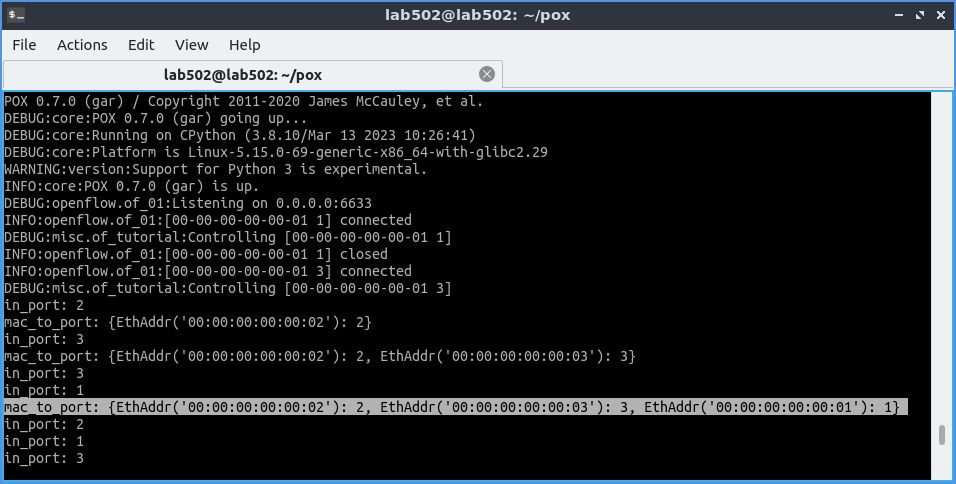 lab502@lab502: ~/pox
File Actions Edit View Help
lab502@lab502: ~/pox
POX 0.7.0 (gar) / Copyright 2011-2020 James McCauley, et al.
DEBUG:core:POX 0.7.0 (gar) going up...
DEBUG:core:Running on CPython (3.8.10/Mar 13 2023 10:26:41)
DEBUG:core:Platform is Linux-5.15.0-69-generic-x86_64-with-glibc2.29
WARNING:version:Support for Python 3 is experimental.
INFO:core:POX 0.7.0 (gar) is up.
DEBUG:openflow.of_01:Listening on 0.0.0.0:6633
INFO:openflow.of_01:[00-00-00-00-00-01 1] connected
DEBUG:misc.of_tutorial:Controlling [00-00-00-00-00-01 1]
INFO:openflow.of_01:[00-00-00-00-00-01 1] closed
INFO:openflow.of_01:[00-00-00-00-00-01 3] connected
DEBUG:misc.of_tutorial:Controlling [00-00-00-00-00-01 3]
in_port: 2
mac_to_port: {EthAddr('00:00:00:00:00:02'): 2}
in_port: 3
mac_to_port: {EthAddr('00:00:00:00:00:02'): 2, EthAddr('00:00:00:00:00:03'): 3}
in_port: 3
in_port: 1
mac_to_port: {EthAddr('00:00:00:00:00:02'): 2, EthAddr('00:00:00:00:00:03'): 3, EthAddr('00:00:00:00:00:01'): 1}
in_port: 2
in_port: 1
in_port: 3